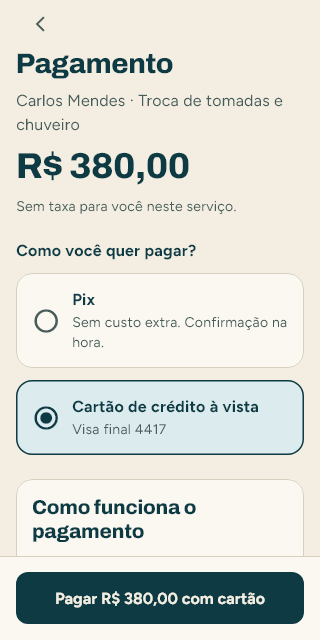 Pagamento
Carlos Mendes · Troca de tomadas e
chuveiro
R$ 380,00
Sem taxa para você neste serviço.
Como você quer pagar?
Pix
Sem custo extra. Confirmação na
hora.
Cartão de crédito à vista
Visa final 4417
Como funciona o
pagamento
Pagar R$ 380,00 com cartão